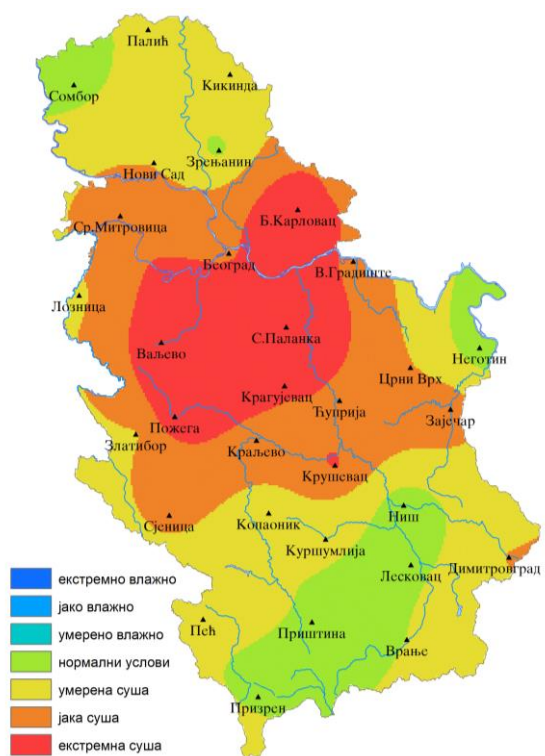 Палић
Кикинда
Сомбор
Зрењанин
Нови Сад
Б.Карловац
Ср.Митровица
Београд
В.Градиште
Лозница
С.Паланка
Ваљево
Неготин
Црни Врх
Крагујевац
Ћуприја
Зајечар
Пожега
Златибор
Краљево
Крушевац
Сјеница
Копаоник
Ниш
Куршумлија
Димитровград
Лесковац
Пећ
Приштина
Врање
Призрен
екстремно влажно
јако влажно
умерено влажно
нормални услови
умерена суша
јака суша
екстремна суша